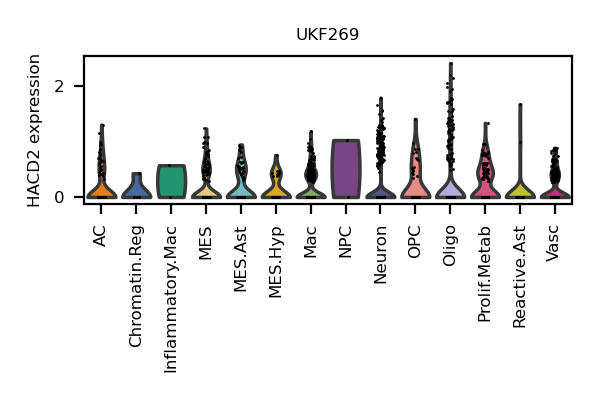 UKF269
HACD2 expression
2
0
AC
Chromatin.Reg
Inflammatory.Mac
MES
MES.Ast
MES.Hyp
Mac
NPC
Neuron
OPC
Oligo
Prolif.Metab
Reactive.Ast
Vasc